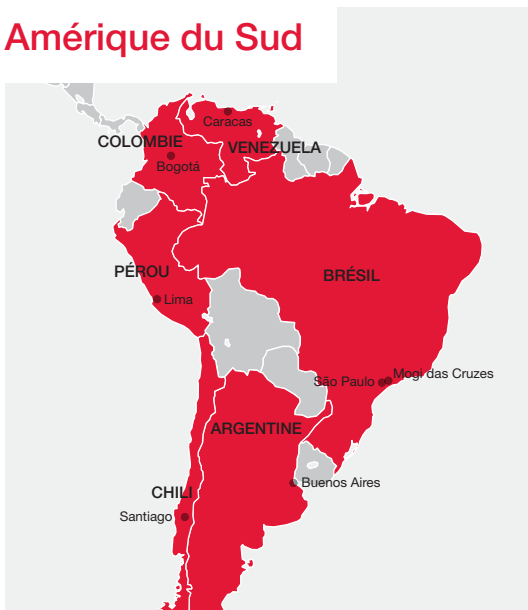 Amérique du Sud
Caracas
COLOMBIE
VENEZUELA
Bogotá
PÉROU
BRÉSIL
Lima
São Paulo
Mogi das Cruzes
ARGENTINE
Buenos Aires
CHILI
Santiago